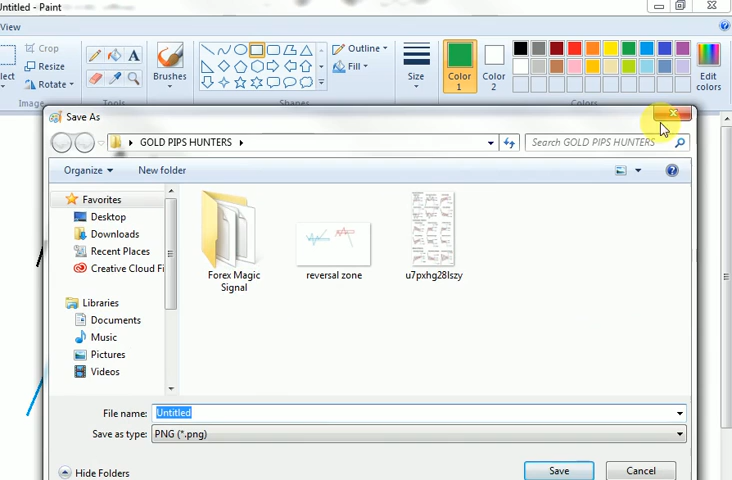 Untitled - Paint
View
Crop
Resize
Rotate
Brushes
Outline
Fill
Size
Color
1
Color
2
Edit
colors
Image
Tools
Shapes
Colors
Save As
GOLD PIPS HUNTERS
Search GOLD PIPS HUNTERS
Organize
New folder
Favorites
Desktop
Downloads
Recent Places
Creative Cloud Fi
Libraries
Documents
Music
Pictures
Videos
Forex Magic
Signal
reversal zone
u7pxhg28lszy
File name:
Untitled
Save as type:
PNG (*.png)
Hide Folders
Save
Cancel